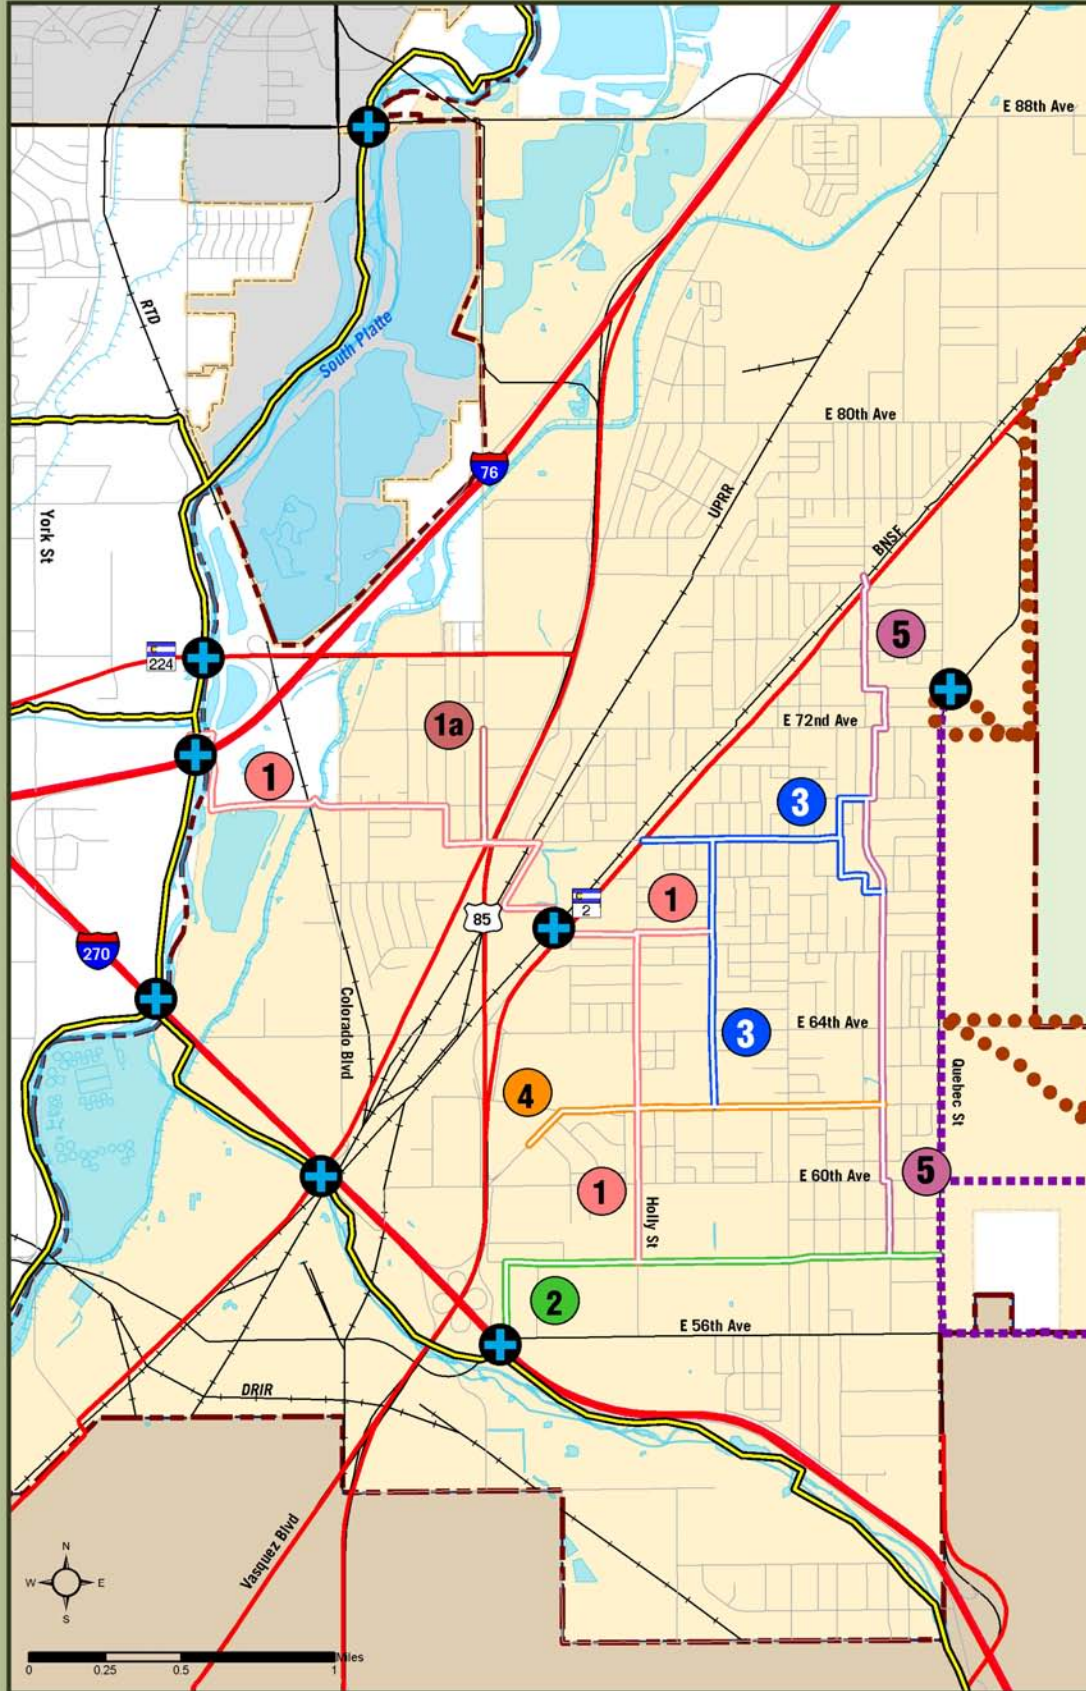 E 88th Ave
RTD
South Platte
E 80th Ave
76
UPRR
York St
BNSF
5
224
1a
E 72nd Ave
1
3
1
2
85
270
Colorado Blvd
E 64th Ave
3
4
Quebec St
5
E 60th Ave
1
Holly St
2
E 56th Ave
DRIR
Vasquez Blvd
N
W E
S
Miles
0 0.25 0.5 1